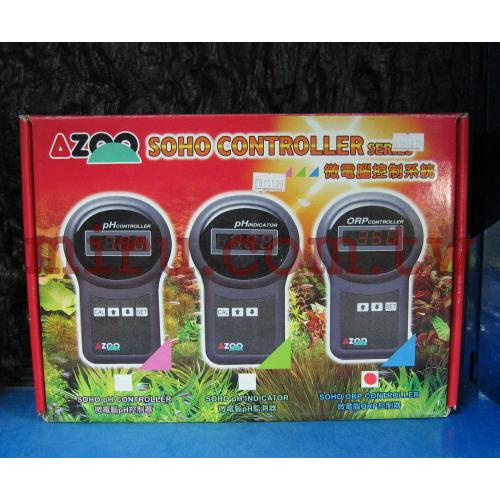 AZOO SOHO CONTROLLER SERIES
微電腦控制系統
pH CONTROLLER
pH INDICATOR
ORP CONTROLLER
CAL SET
CAL
SET
AZOO
AZOO
AZOO
SOHO pH CONTROLLER
微電腦pH控制器
SOHO pH INDICATOR
微電腦pH監測器
SOHO ORP CONTROLLER
微電腦ORP控制器